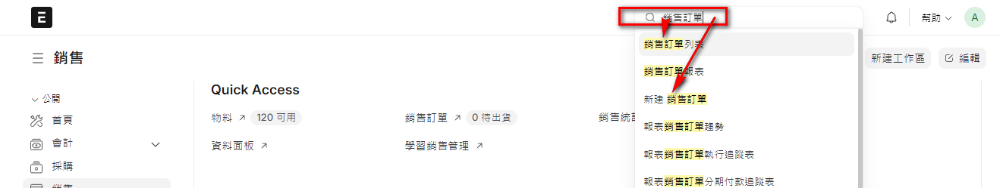 E
銷售訂單
幫助
A
銷售訂單列表
銷售
新建工作區
編輯
銷售訂單報表
Quick Access
公開
新建 銷售訂單
物料
120 可用
銷售訂單
0 待出貨
銷售統
首頁
報表銷售訂單趨勢
會計
資料面板
學習銷售管理
報表銷售訂單執行追蹤表
採購
報表銷售訂單分期付款追蹤表
銷售